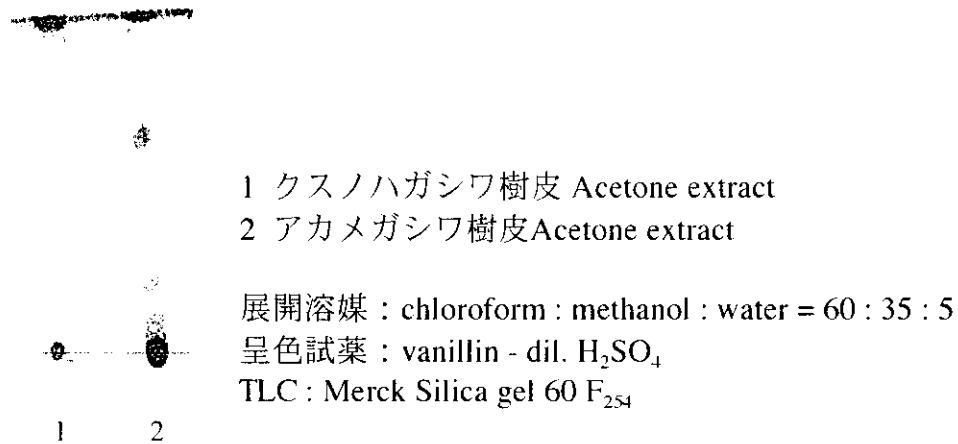 1 クスノハガシワ樹皮 Acetone extract
2 アカメガシワ樹皮Acetone extract
展開溶媒：chloroform : methanol : water = 60 : 35 : 5
呈色試薬：vanillin - dil. H₂SO₄
TLC : Merck Silica gel 60 F₂₅₄
1 2